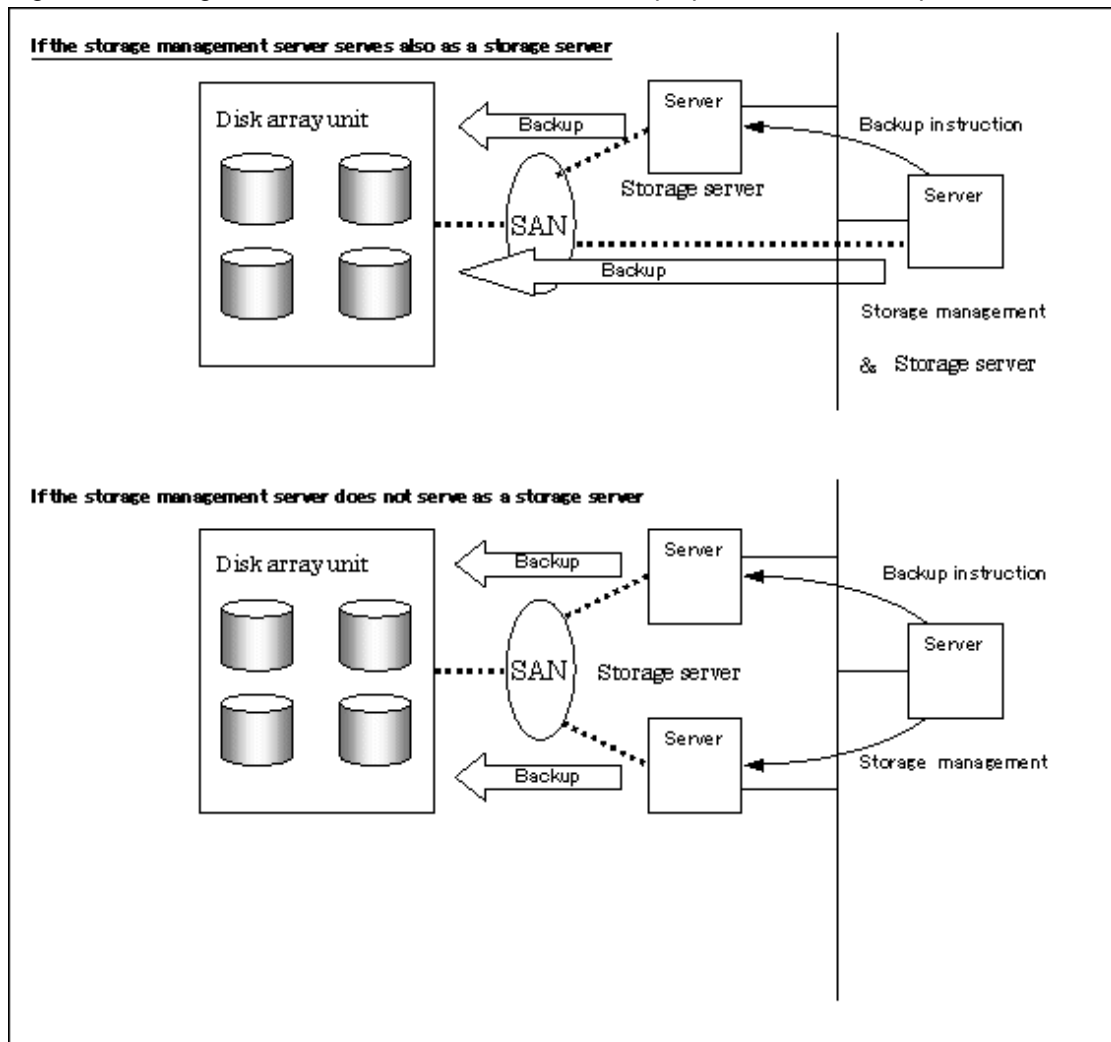 If the storage management server serves also as a storage server
Disk array unit
Backup
Server
Backup instruction
Storage server
Server
SAN
Backup
Storage management
& Storage server
If the storage management server does not serve as a storage server
Disk array unit
Backup
Server
Backup instruction
Server
SAN
Storage server
Server
Backup
Storage management